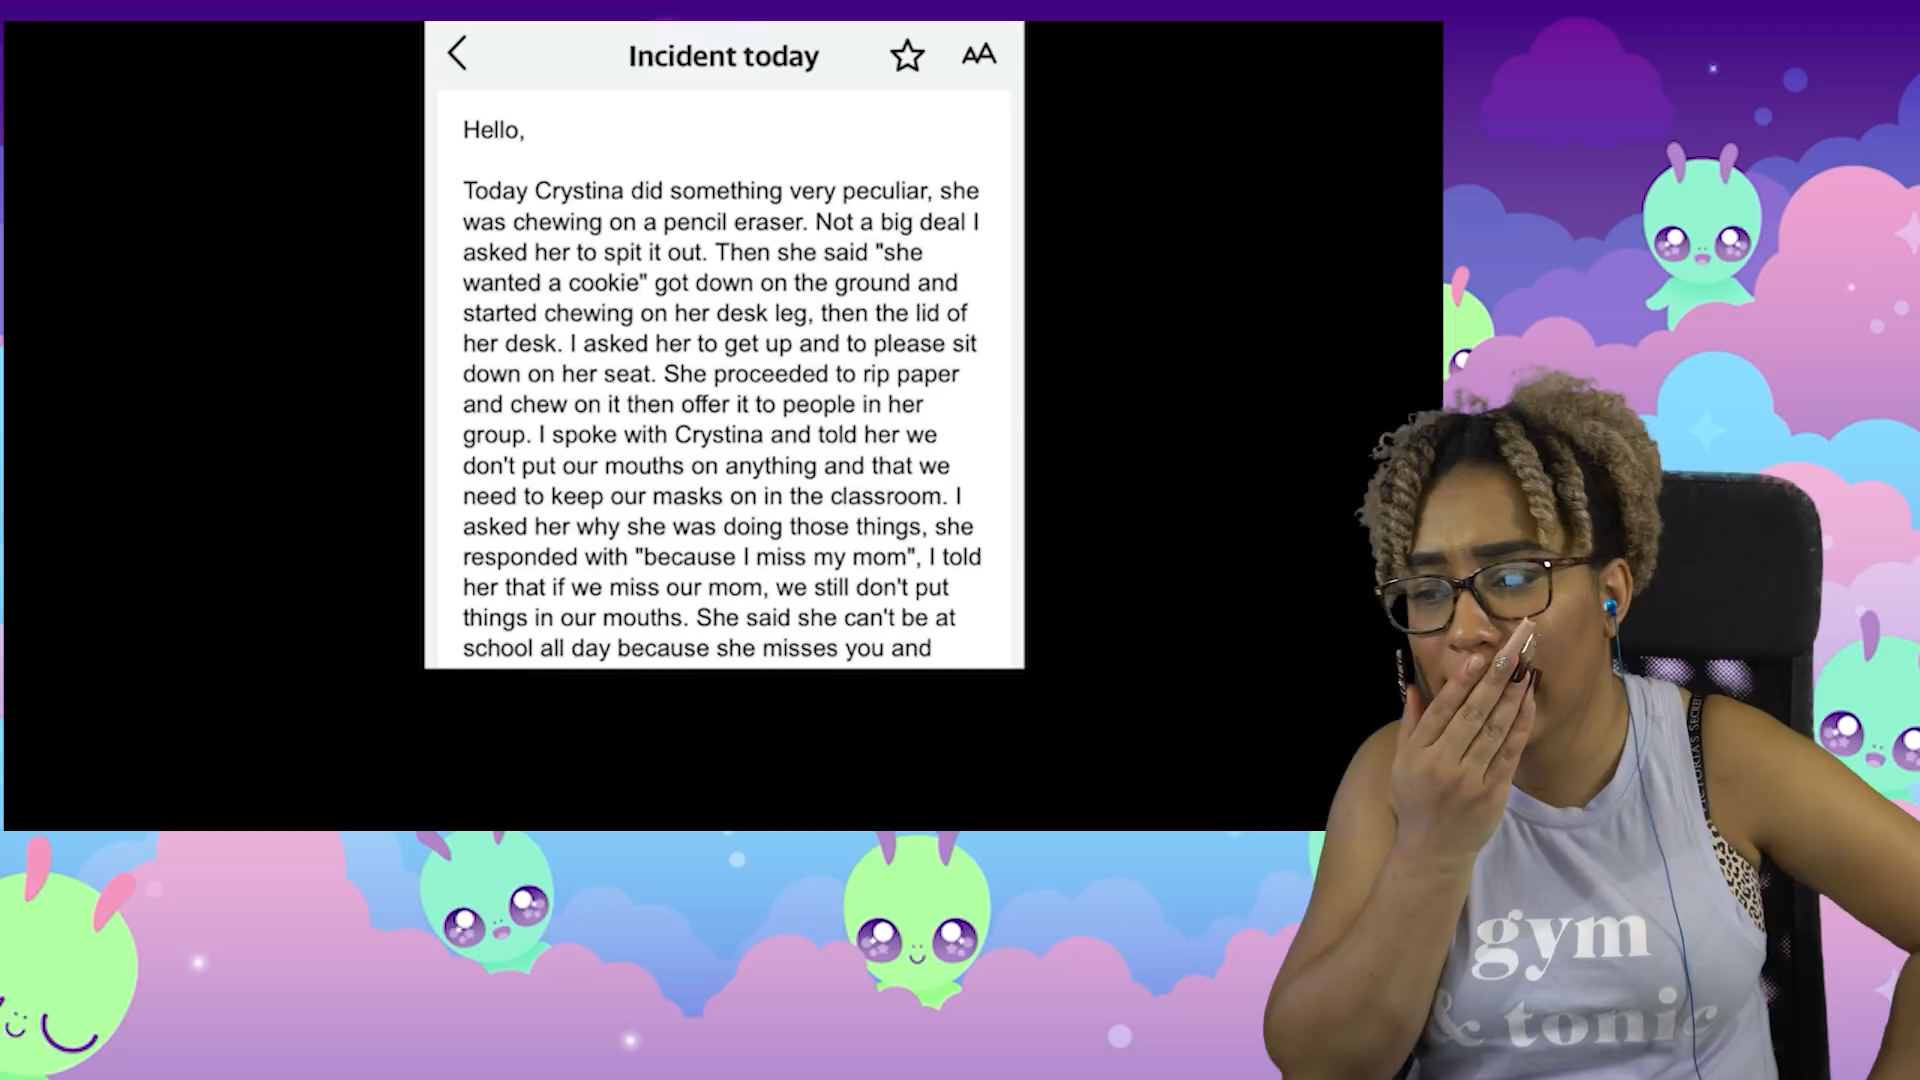 Incident today
AA
Hello,
Today Crystina did something very peculiar, she
was chewing on a pencil eraser. Not a big deal I
asked her to spit it out. Then she said "she
wanted a cookie" got down on the ground and
started chewing on her desk leg, then the lid of
her desk. I asked her to get up and to please sit
down on her seat. She proceeded to rip paper
and chew on it then offer it to people in her
group. I spoke with Crystina and told her we
don't put our mouths on anything and that we
need to keep our masks on in the classroom. I
asked her why she was doing those things, she
responded with "because I miss my mom", I told
her that if we miss our mom, we still don't put
things in our mouths. She said she can't be at
school all day because she misses you and
VICTORIA'S SECRET
gym
& tonic